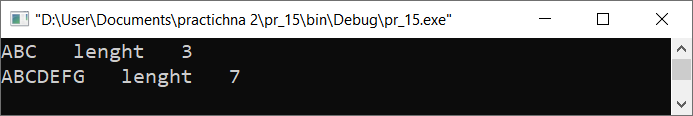 "D:\User\Documents\practichna 2\pr_15\bin\Debug\pr_15.exe"
ABC   lenght   3
ABCDEFG   lenght   7